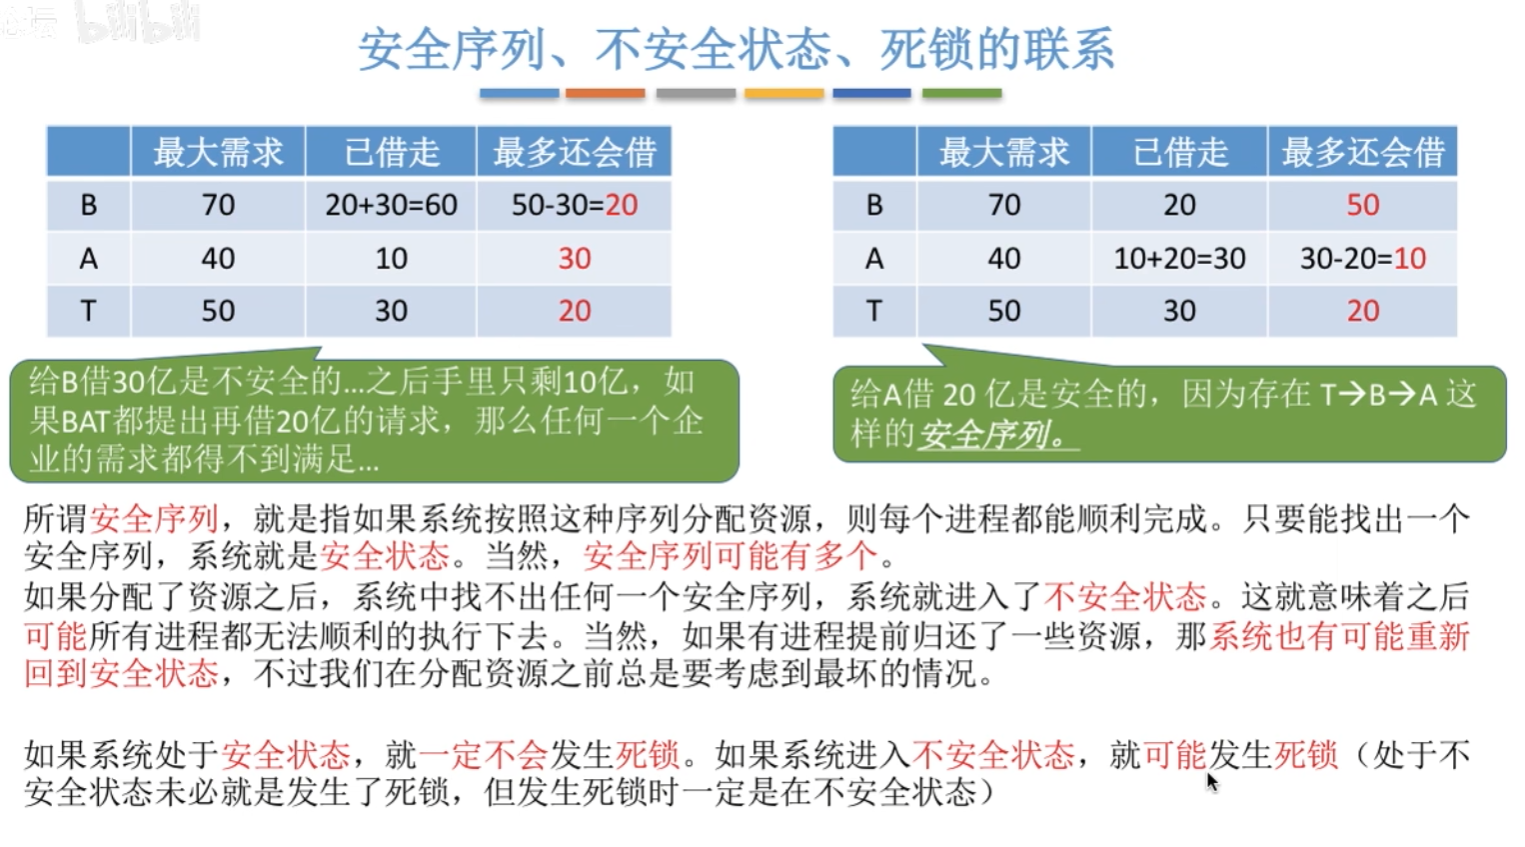 论坛 bilibili
安全序列、不安全状态、死锁的联系
最大需求 已借走 最多还会借
B 70 20+30=60 50-30=20
A 40 10 30
T 50 30 20
最大需求 已借走 最多还会借
B 70 20 50
A 40 10+20=30 30-20=10
T 50 30 20
给B借30亿是不安全的...之后手里只剩10亿，如
果BAT都提出再借20亿的请求，那么任何一个企
业的需求都得不到满足...
给A借 20 亿是安全的，因为存在 T→B→A 这
样的安全序列。
所谓安全序列，就是指如果系统按照这种序列分配资源，则每个进程都能顺利完成。只要能找出一个
安全序列，系统就是安全状态。当然，安全序列可能有多个。
如果分配了资源之后，系统中找不出任何一个安全序列，系统就进入了不安全状态。这就意味着之后
可能所有进程都无法顺利的执行下去。当然，如果有进程提前归还了一些资源，那系统也有可能重新
回到安全状态，不过我们在分配资源之前总是要考虑到最坏的情况。
如果系统处于安全状态，就一定不会发生死锁。如果系统进入不安全状态，就可能发生死锁（处于不
安全状态未必就是发生了死锁，但发生死锁时一定是在不安全状态）